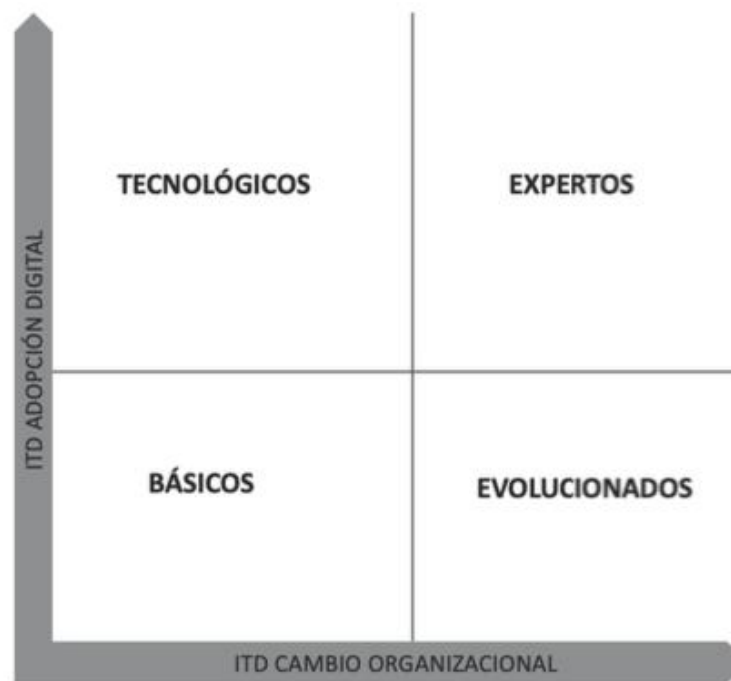 TECNOLÓGICOS
EXPERTOS
ITD ADOPCIÓN DIGITAL
BÁSICOS
EVOLUCIONADOS
ITD CAMBIO ORGANIZACIONAL